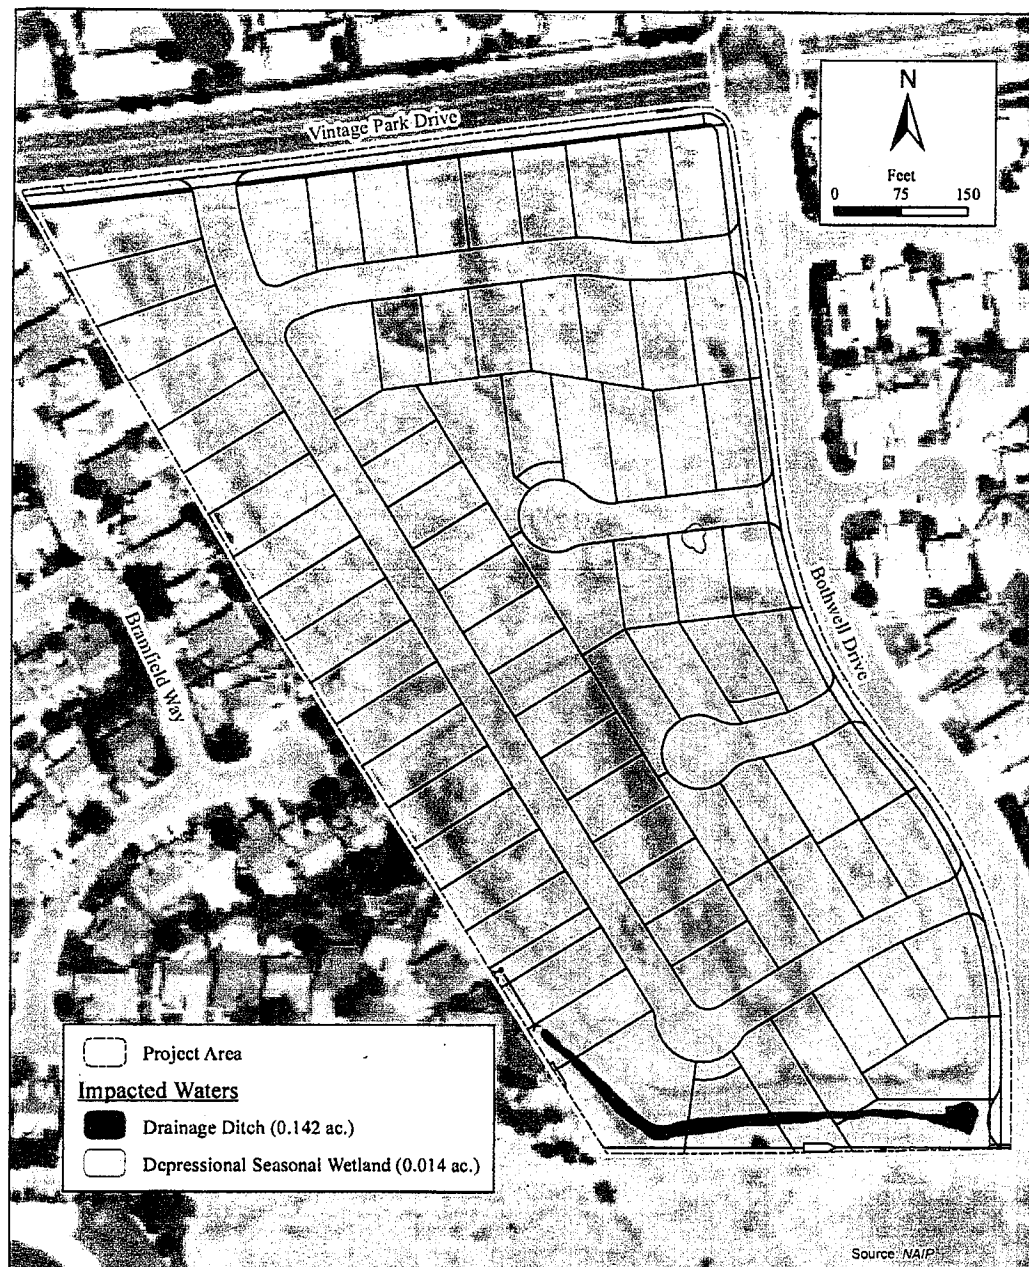 Vintage Park Drive
N
Feet
0 75 150
Bothwell Drive
Bramfield Way
Project Area
Impacted Waters
Drainage Ditch (0.142 ac.)
Depressional Seasonal Wetland (0.014 ac.)
Source: NAIP